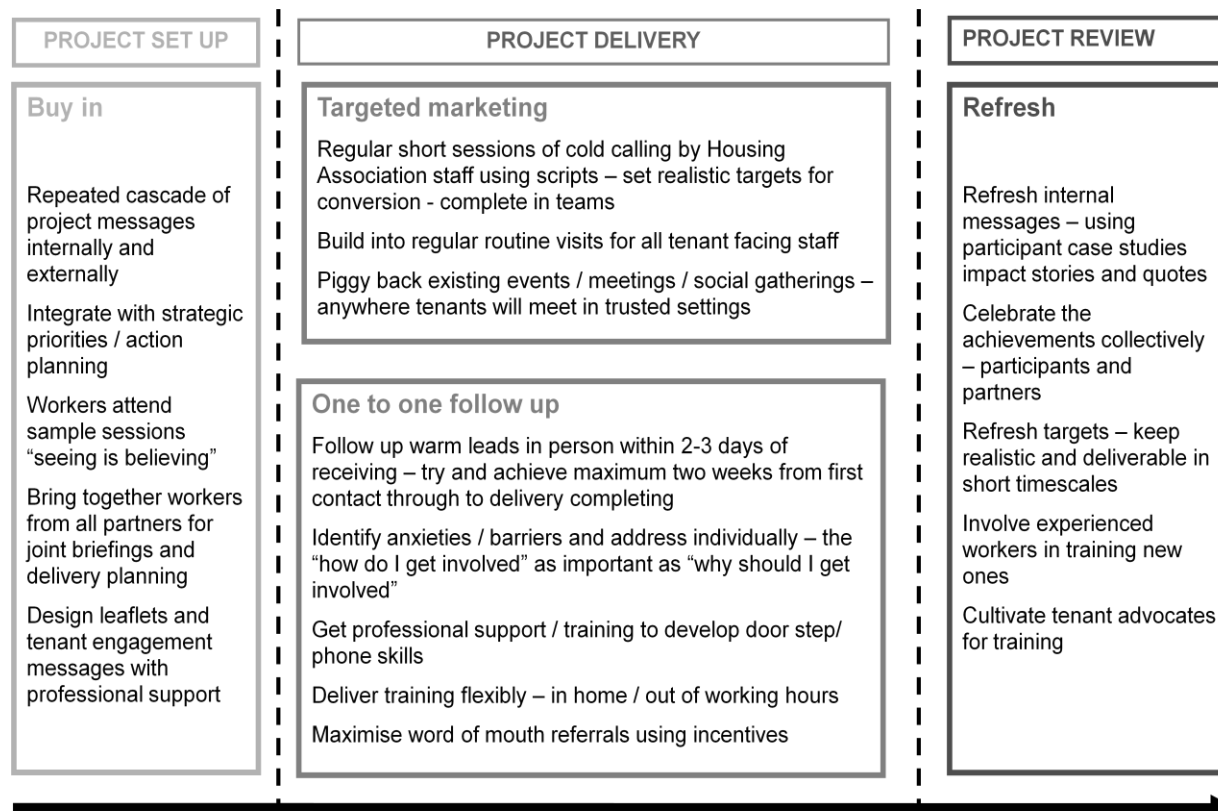 PROJECT SET UP
Buy in
Repeated cascade of
project messages
internally and
externally
Integrate with strategic
priorities / action
planning
Workers attend
sample sessions
“seeing is believing”
Bring together workers
from all partners for
joint briefings and
delivery planning
Design leaflets and
tenant engagement
messages with
professional support
PROJECT DELIVERY
Targeted marketing
Regular short sessions of cold calling by Housing
Association staff using scripts – set realistic targets for
conversion - complete in teams
Build into regular routine visits for all tenant facing staff
Piggy back existing events / meetings / social gatherings –
anywhere tenants will meet in trusted settings
One to one follow up
Follow up warm leads in person within 2-3 days of
receiving – try and achieve maximum two weeks from first
contact through to delivery completing
Identify anxieties / barriers and address individually – the
“how do I get involved” as important as “why should I get
involved”
Get professional support / training to develop door step/
phone skills
Deliver training flexibly – in home / out of working hours
Maximise word of mouth referrals using incentives
PROJECT REVIEW
Refresh
Refresh internal
messages – using
participant case studies
impact stories and quotes
Celebrate the
achievements collectively
– participants and
partners
Refresh targets – keep
realistic and deliverable in
short timescales
Involve experienced
workers in training new
ones
Cultivate tenant advocates
for training